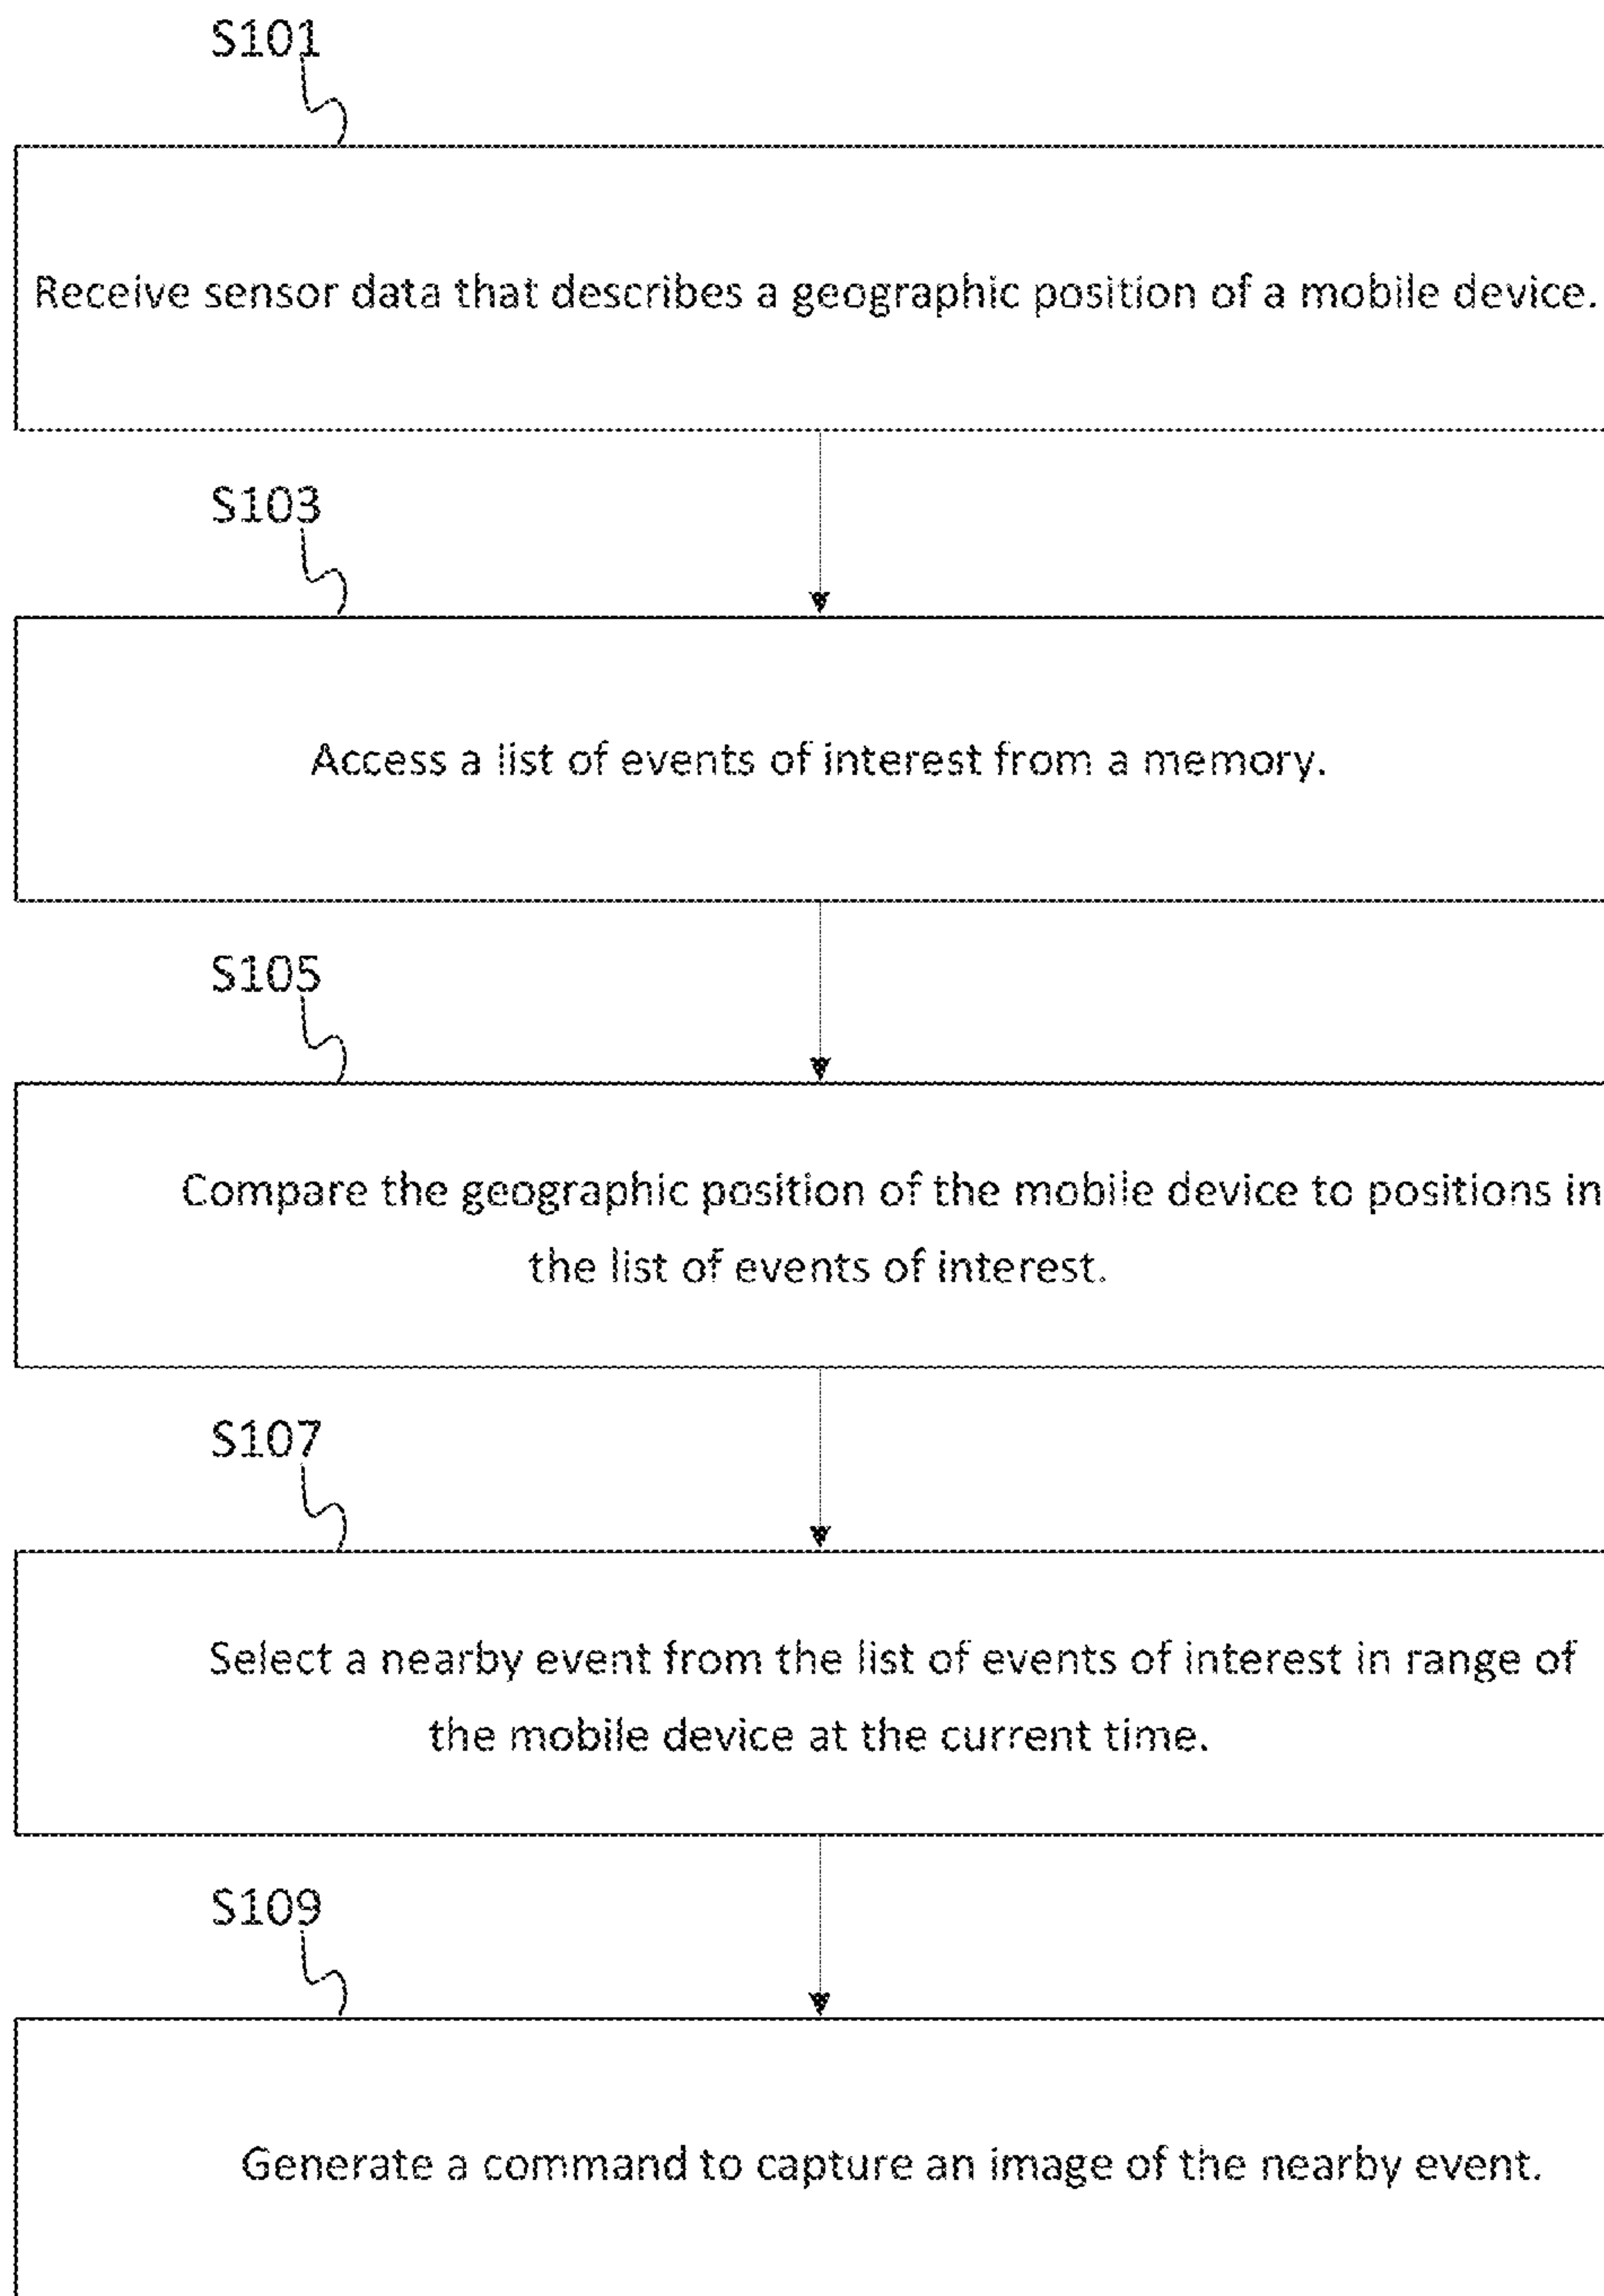 S101
Receive sensor data that describes a geographic position of a mobile device.
S103
Access a list of events of interest from a memory.
S105
Compare the geographic position of the mobile device to positions in
the list of events of interest.
S107
Select a nearby event from the list of events of interest in range of
the mobile device at the current time.
S109
Generate a command to capture an image of the nearby event.